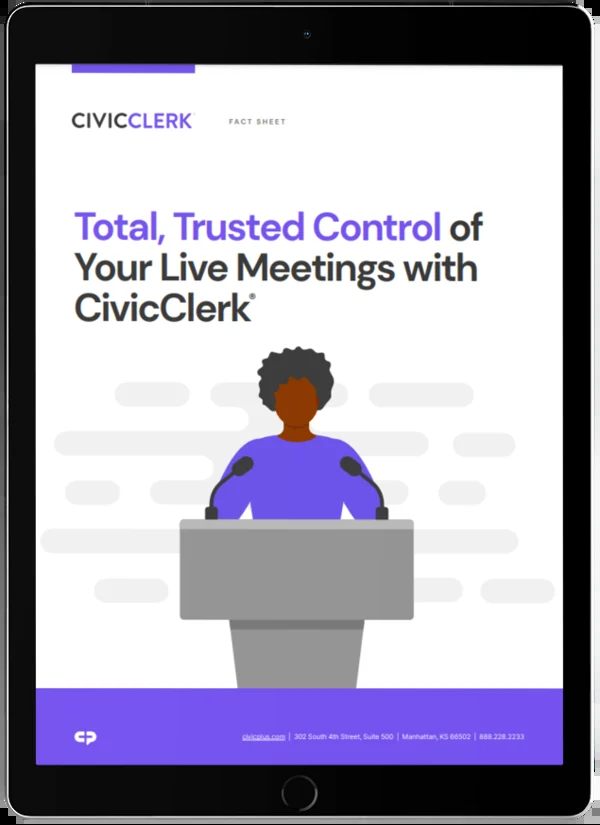 CIVICCLERK FACT SHEET
Total, Trusted Control of
Your Live Meetings with
CivicClerk®
civicplus.com | 302 South 4th Street, Suite 500 | Manhattan, KS 66502 | 888.228.2233